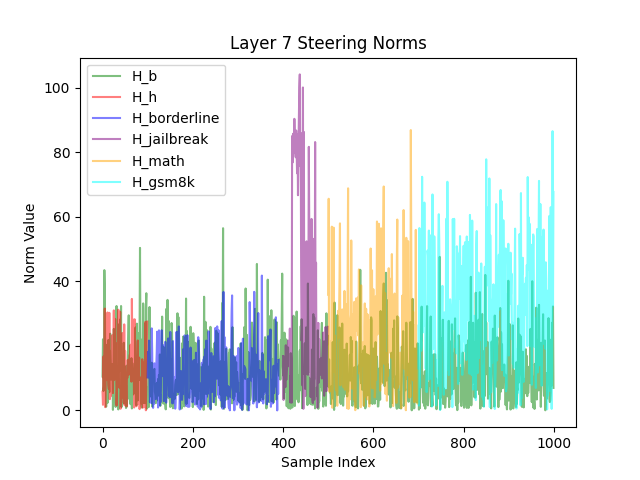 Layer 7 Steering Norms
H_b
H_h
H_borderline
H_jailbreak
H_math
H_gsm8k
Norm Value
100
80
60
40
20
0
0 200 400 600 800 1000
Sample Index